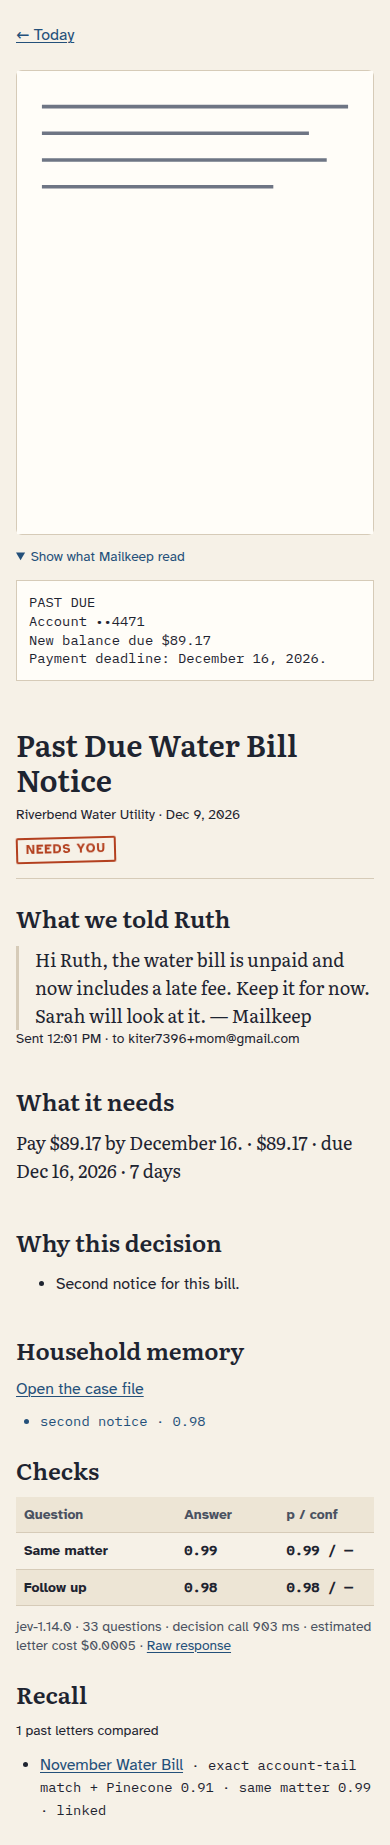 ← Today
▼ Show what Mailkeep read
PAST DUE
Account ••4471
New balance due $89.17
Payment deadline: December 16, 2026.
Past Due Water Bill
Notice
Riverbend Water Utility · Dec 9, 2026
NEEDS YOU
What we told Ruth
Hi Ruth, the water bill is unpaid and
now includes a late fee. Keep it for now.
Sarah will look at it. — Mailkeep
Sent 12:01 PM · to kiter7396+mom@gmail.com
What it needs
Pay $89.17 by December 16. · $89.17 · due
Dec 16, 2026 · 7 days
Why this decision
• Second notice for this bill.
Household memory
Open the case file
• second notice · 0.98
Checks
Question Answer p / conf
Same matter 0.99 0.99 / —
Follow up 0.98 0.98 / —
jev-1.14.0 · 33 questions · decision call 903 ms · estimated
letter cost $0.0005 · Raw response
Recall
1 past letters compared
• November Water Bill · exact account-tail
match + Pinecone 0.91 · same matter 0.99
· linked